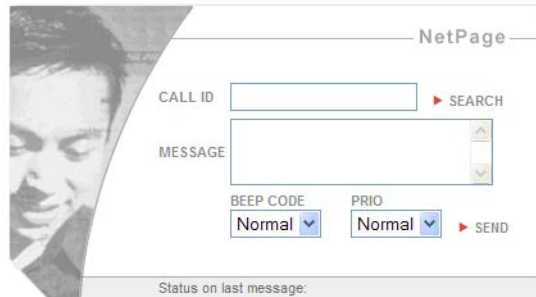 NetPage
CALL ID
SEARCH
MESSAGE
BEEP CODE PRIO
Normal Normal SEND
Status on last message: